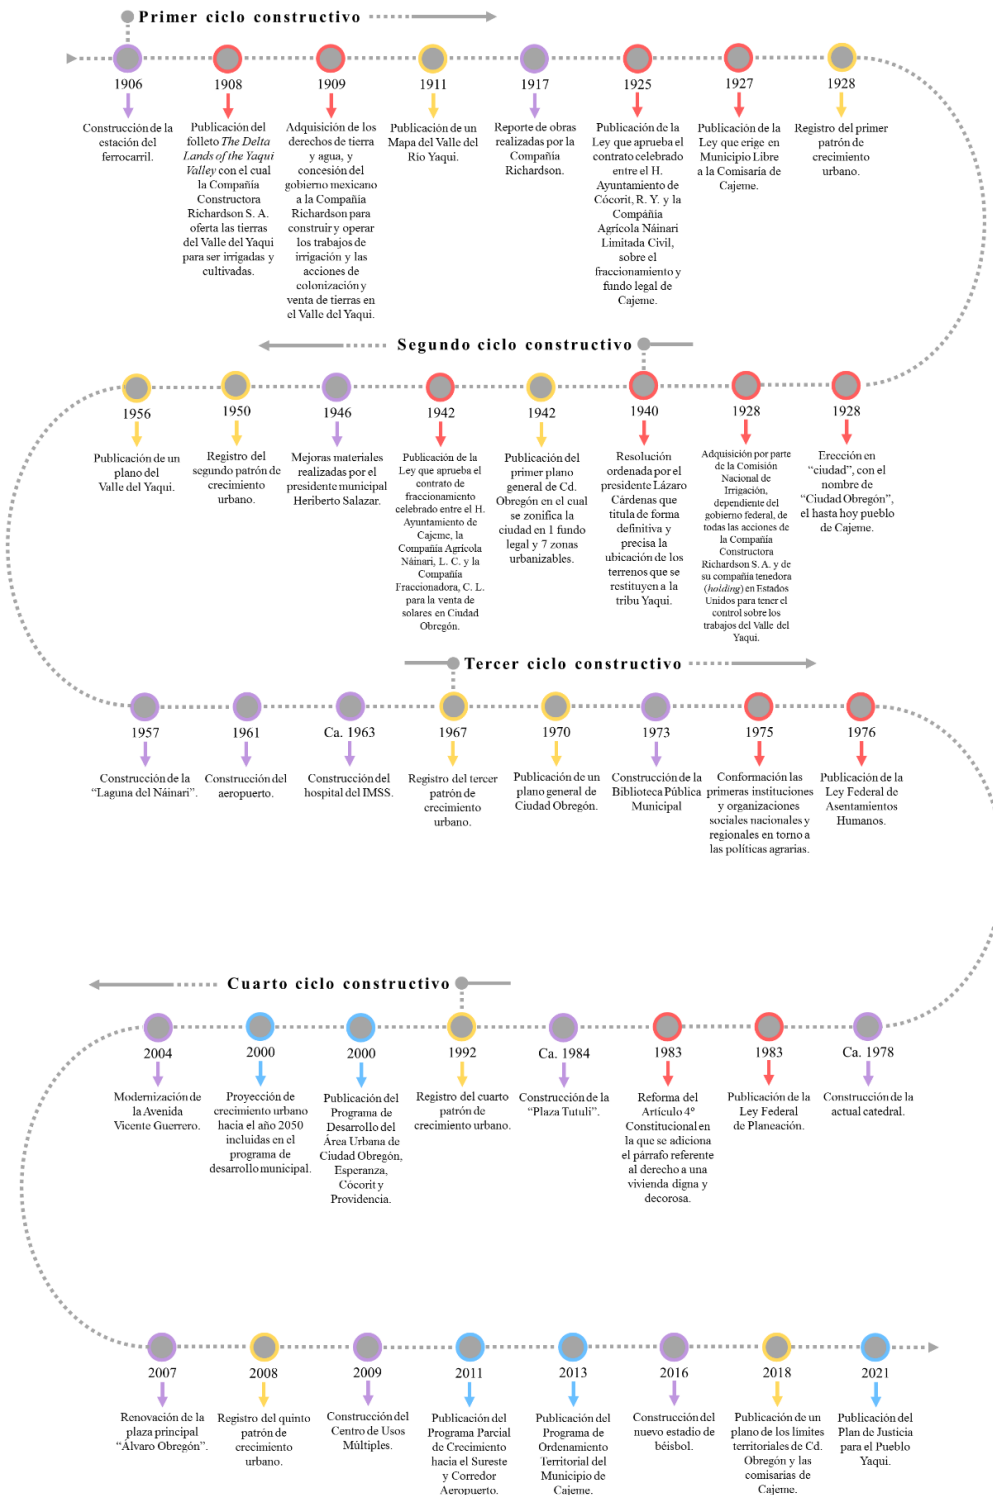 Primer ciclo constructivo
1906
Construcción de la
estación del
ferrocarril.
1908
Publicación del
folleto The Delta
Lands of the Yaqui
Valley con el cual
la Compañía
Constructora
Richardson S. A.
oferta las tierras
del Valle del Yaqui
para ser irrigadas y
cultivadas.
1909
Adquisición de los
derechos de tierra
y agua, y
concesión del
gobierno mexicano
a la Compañía
Richardson para
construir y operar
los trabajos de
irrigación y las
acciones de
colonización y
venta de tierras en
el Valle del Yaqui.
1911
Publicación de un
Mapa del Valle del
Río Yaqui.
1917
Reporte de obras
realizadas por la
Compañía
Richardson.
1925
Publicación de la
Ley que aprueba el
contrato celebrado
entre el H.
Ayuntamiento de
Cócorit, R. Y. y la
Compañía
Agrícola Náinari
Limitada Civil,
sobre el
fraccionamiento y
fundo legal de
Cajeme.
1927
Publicación de la
Ley que erige en
Municipio Libre
a la Comisaría de
Cajeme.
1928
Registro del primer
patrón de
crecimiento
urbano.
Segundo ciclo constructivo
1956
Publicación de un
plano del
Valle del Yaqui.
1950
Registro del
segundo patrón de
crecimiento
urbano.
1946
Mejoras materiales
realizadas por el
presidente municipal
Heriberto Salazar.
1942
Publicación de la
Ley que aprueba el
contrato de
fraccionamiento
celebrado entre el H.
Ayuntamiento de
Cajeme, la
Compañía Agrícola
Náinari, L. C. y la
Compañía
Fraccionadora, C. L.
para la venta de
solares en Ciudad
Obregón.
1942
Publicación del
primer plano
general de Cd.
Obregón en el cual
se zonifica la
ciudad en 1 fundo
legal y 7 zonas
urbanizables.
1940
Resolución
ordenada por el
presidente Lázaro
Cárdenas que
titula de forma
definitiva y
precisa la
ubicación de los
terrenos que se
restituyen a la
tribu Yaqui.
1928
Adquisición por parte
de la Comisión
Nacional de
Irrigación,
dependiente del
gobierno federal, de
todas las acciones de
la Compañía
Constructora
Richardson S. A. y de
su compañía tenedora
(holding) en Estados
Unidos para tener el
control sobre los
trabajos del Valle del
Yaqui.
1928
Erección en
“ciudad”, con el
nombre de
“Ciudad Obregón”,
el hasta hoy pueblo
de Cajeme.
Tercer ciclo constructivo
1957
Construcción de la
“Laguna del Náinari”.
1961
Construcción del
aeropuerto.
Ca. 1963
Construcción del
hospital del IMSS.
1967
Registro del tercer
patrón de
crecimiento
urbano.
1970
Publicación de un
plano general de
Ciudad Obregón.
1973
Construcción de la
Biblioteca Pública
Municipal
1975
Conformación las
primeras instituciones
y organizaciones
sociales nacionales y
regionales en torno a
las políticas agrarias.
1976
Publicación de la
Ley Federal de
Asentamientos
Humanos.
Cuarto ciclo constructivo
2004
Modernización de
la Avenida
Vicente Guerrero.
2000
Proyección de
crecimiento urbano
hacia el año 2050
incluidas en el
programa de
desarrollo municipal.
2000
Publicación del
Programa de
Desarrollo del
Área Urbana de
Ciudad Obregón,
Esperanza,
Cócorit y
Providencia.
1992
Registro del cuarto
patrón de
crecimiento urbano.
Ca. 1984
Construcción de la
“Plaza Tutuli”.
1983
Reforma del
Artículo 4º
Constitucional en
la que se adiciona
el párrafo referente
al derecho a una
vivienda digna y
decorosa.
1983
Publicación de la
Ley Federal
de Planeación.
Ca. 1978
Construcción de la
actual catedral.
2007
Renovación de la
plaza principal
“Álvaro Obregón”.
2008
Registro del quinto
patrón de
crecimiento
urbano.
2009
Construcción del
Centro de Usos
Múltiples.
2011
Publicación del
Programa Parcial
de Crecimiento
hacia el Sureste
y Corredor
Aeropuerto.
2013
Publicación del
Programa de
Ordenamiento
Territorial del
Municipio de
Cajeme.
2016
Construcción del
nuevo estadio de
béisbol.
2018
Publicación de un
plano de los límites
territoriales de Cd.
Obregón y las
comisarías de
Cajeme.
2021
Publicación del
Plan de Justicia
para el Pueblo
Yaqui.